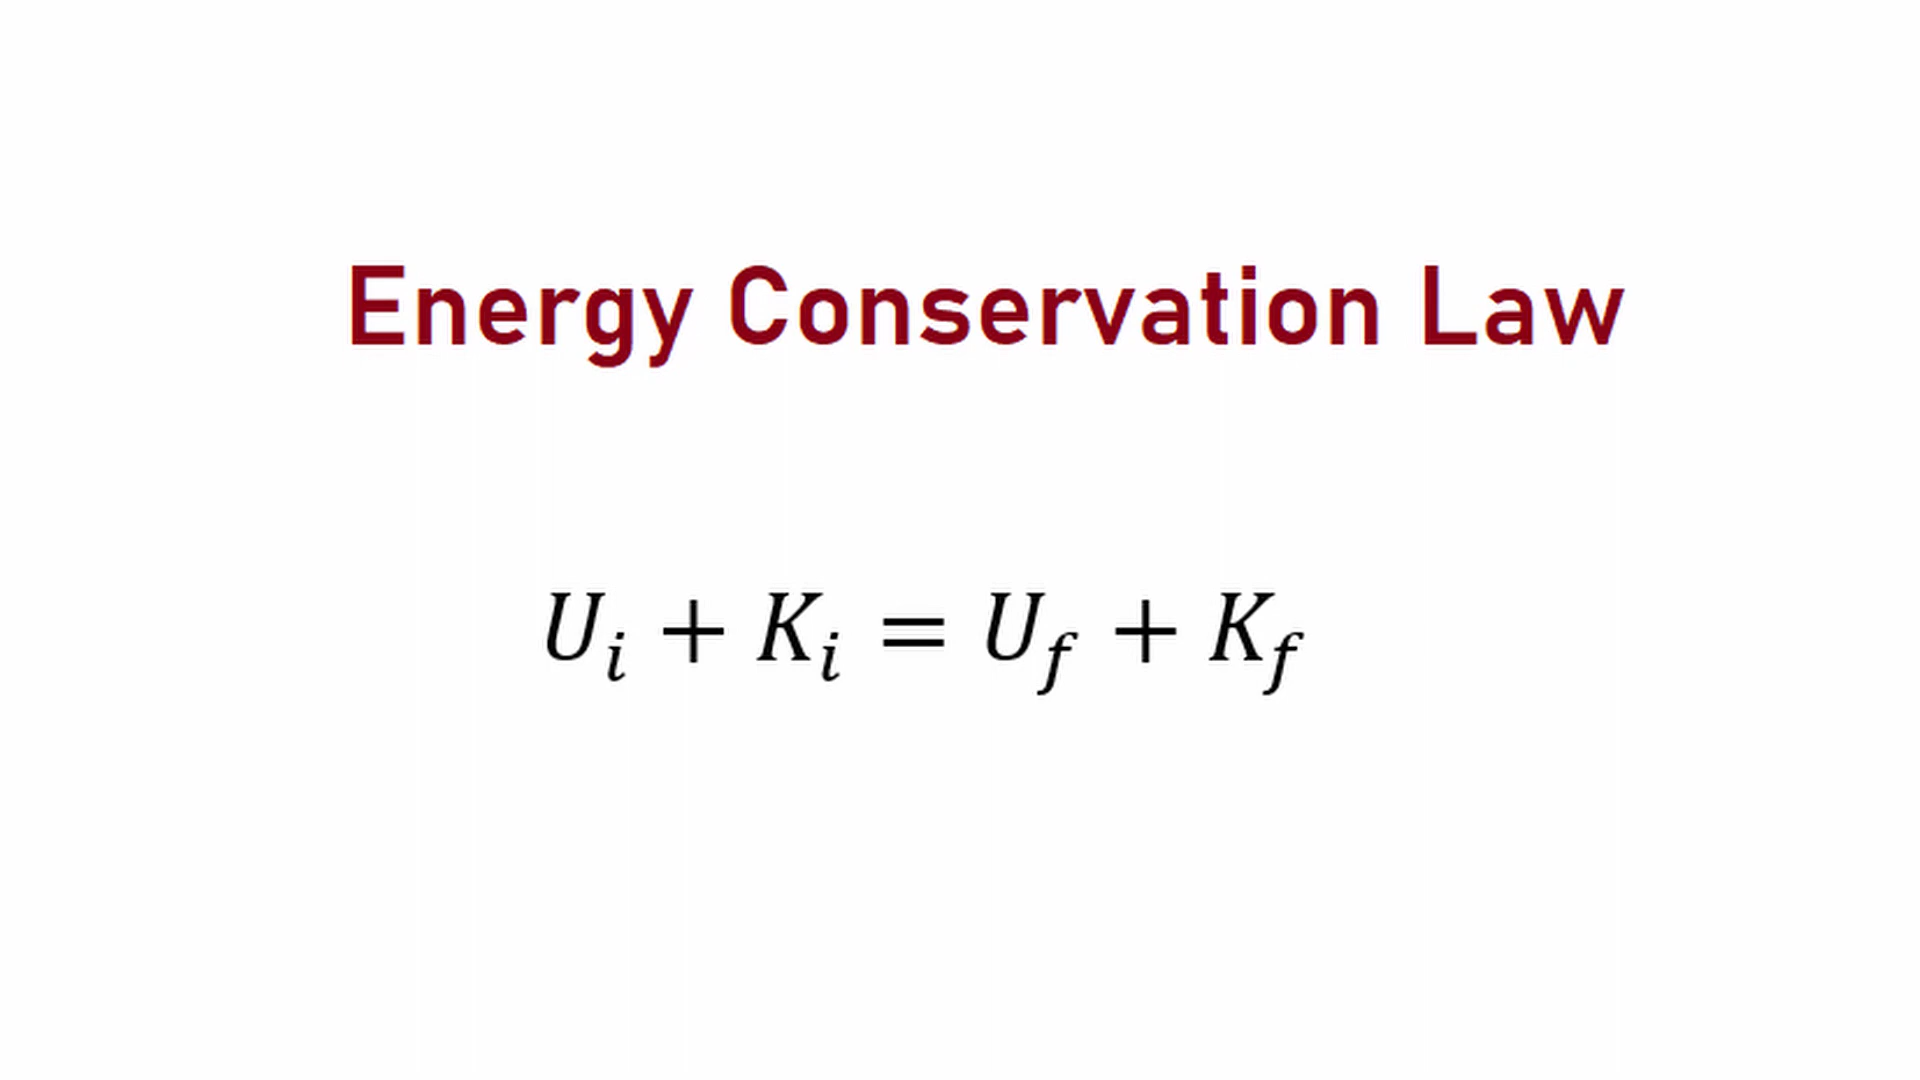 Energy Conservation Law
U_i + K_i = U_f + K_f